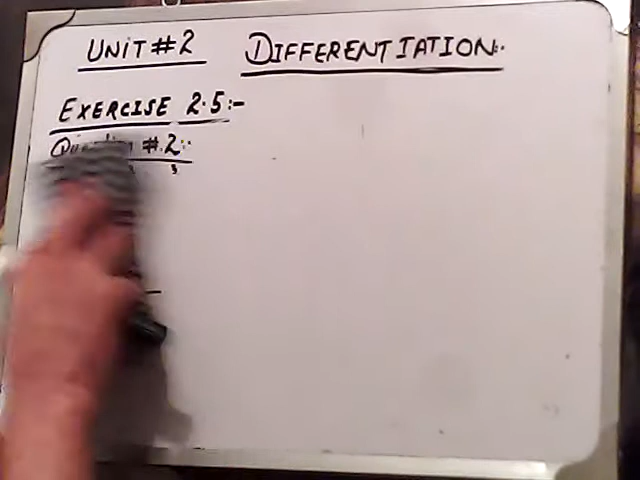 UNIT #2 DIFFERENTIATION:
EXERCISE 2.5:-
#.2: